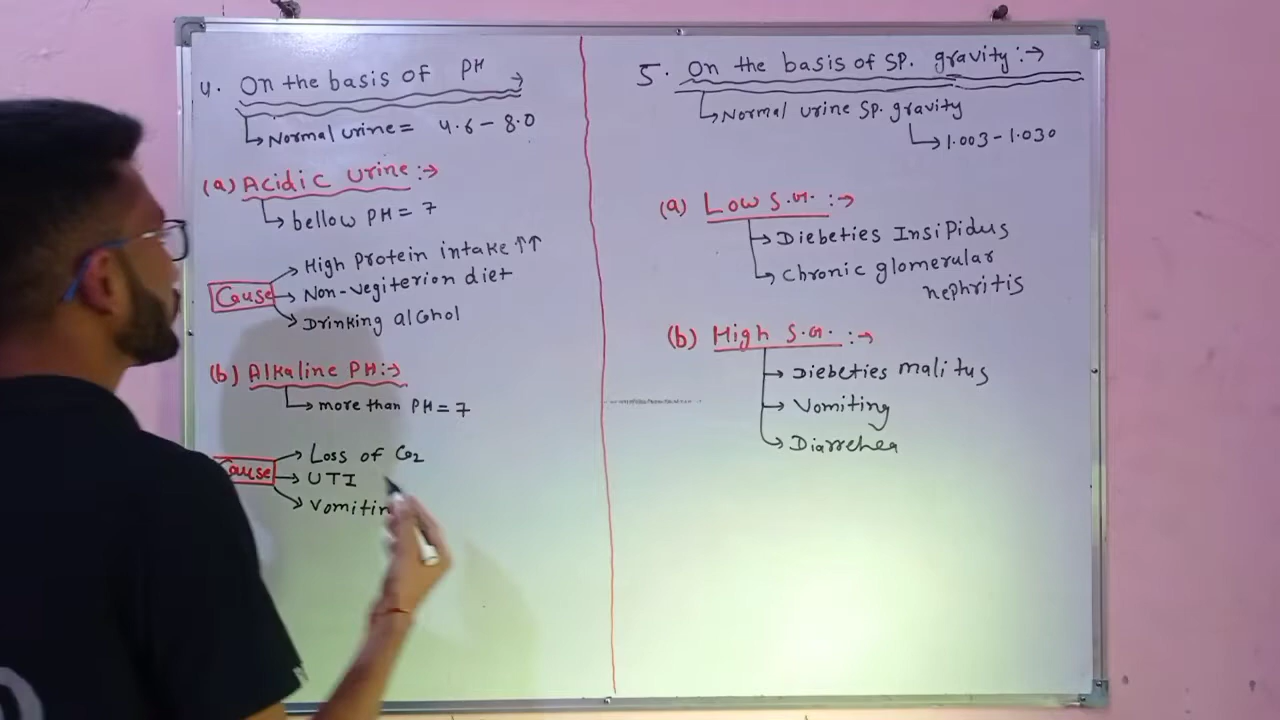 4. On the basis of PH →
↳ Normal urine = 4.6 – 8.0
(a) Acidic urine :→
↳ bellow PH = 7
Cause
→ High Protein intake ↑↑
→ Non-vegiterion diet
→ Drinking alcohol
(b) Alkaline PH :→
↳ more than PH = 7
Cause
→ Loss of Co2
→ UTI
→ Vomitin
5. On the basis of SP. gravity :→
↳ Normal urine SP. gravity
↳ 1.003 – 1.030
(a) Low S.G. :→
→ Diebeties Insipidus
→ Chronic glomerular
nephritis
(b) High S.G. :→
→ Diebeties malitus
→ Vomiting
→ Diarrehea